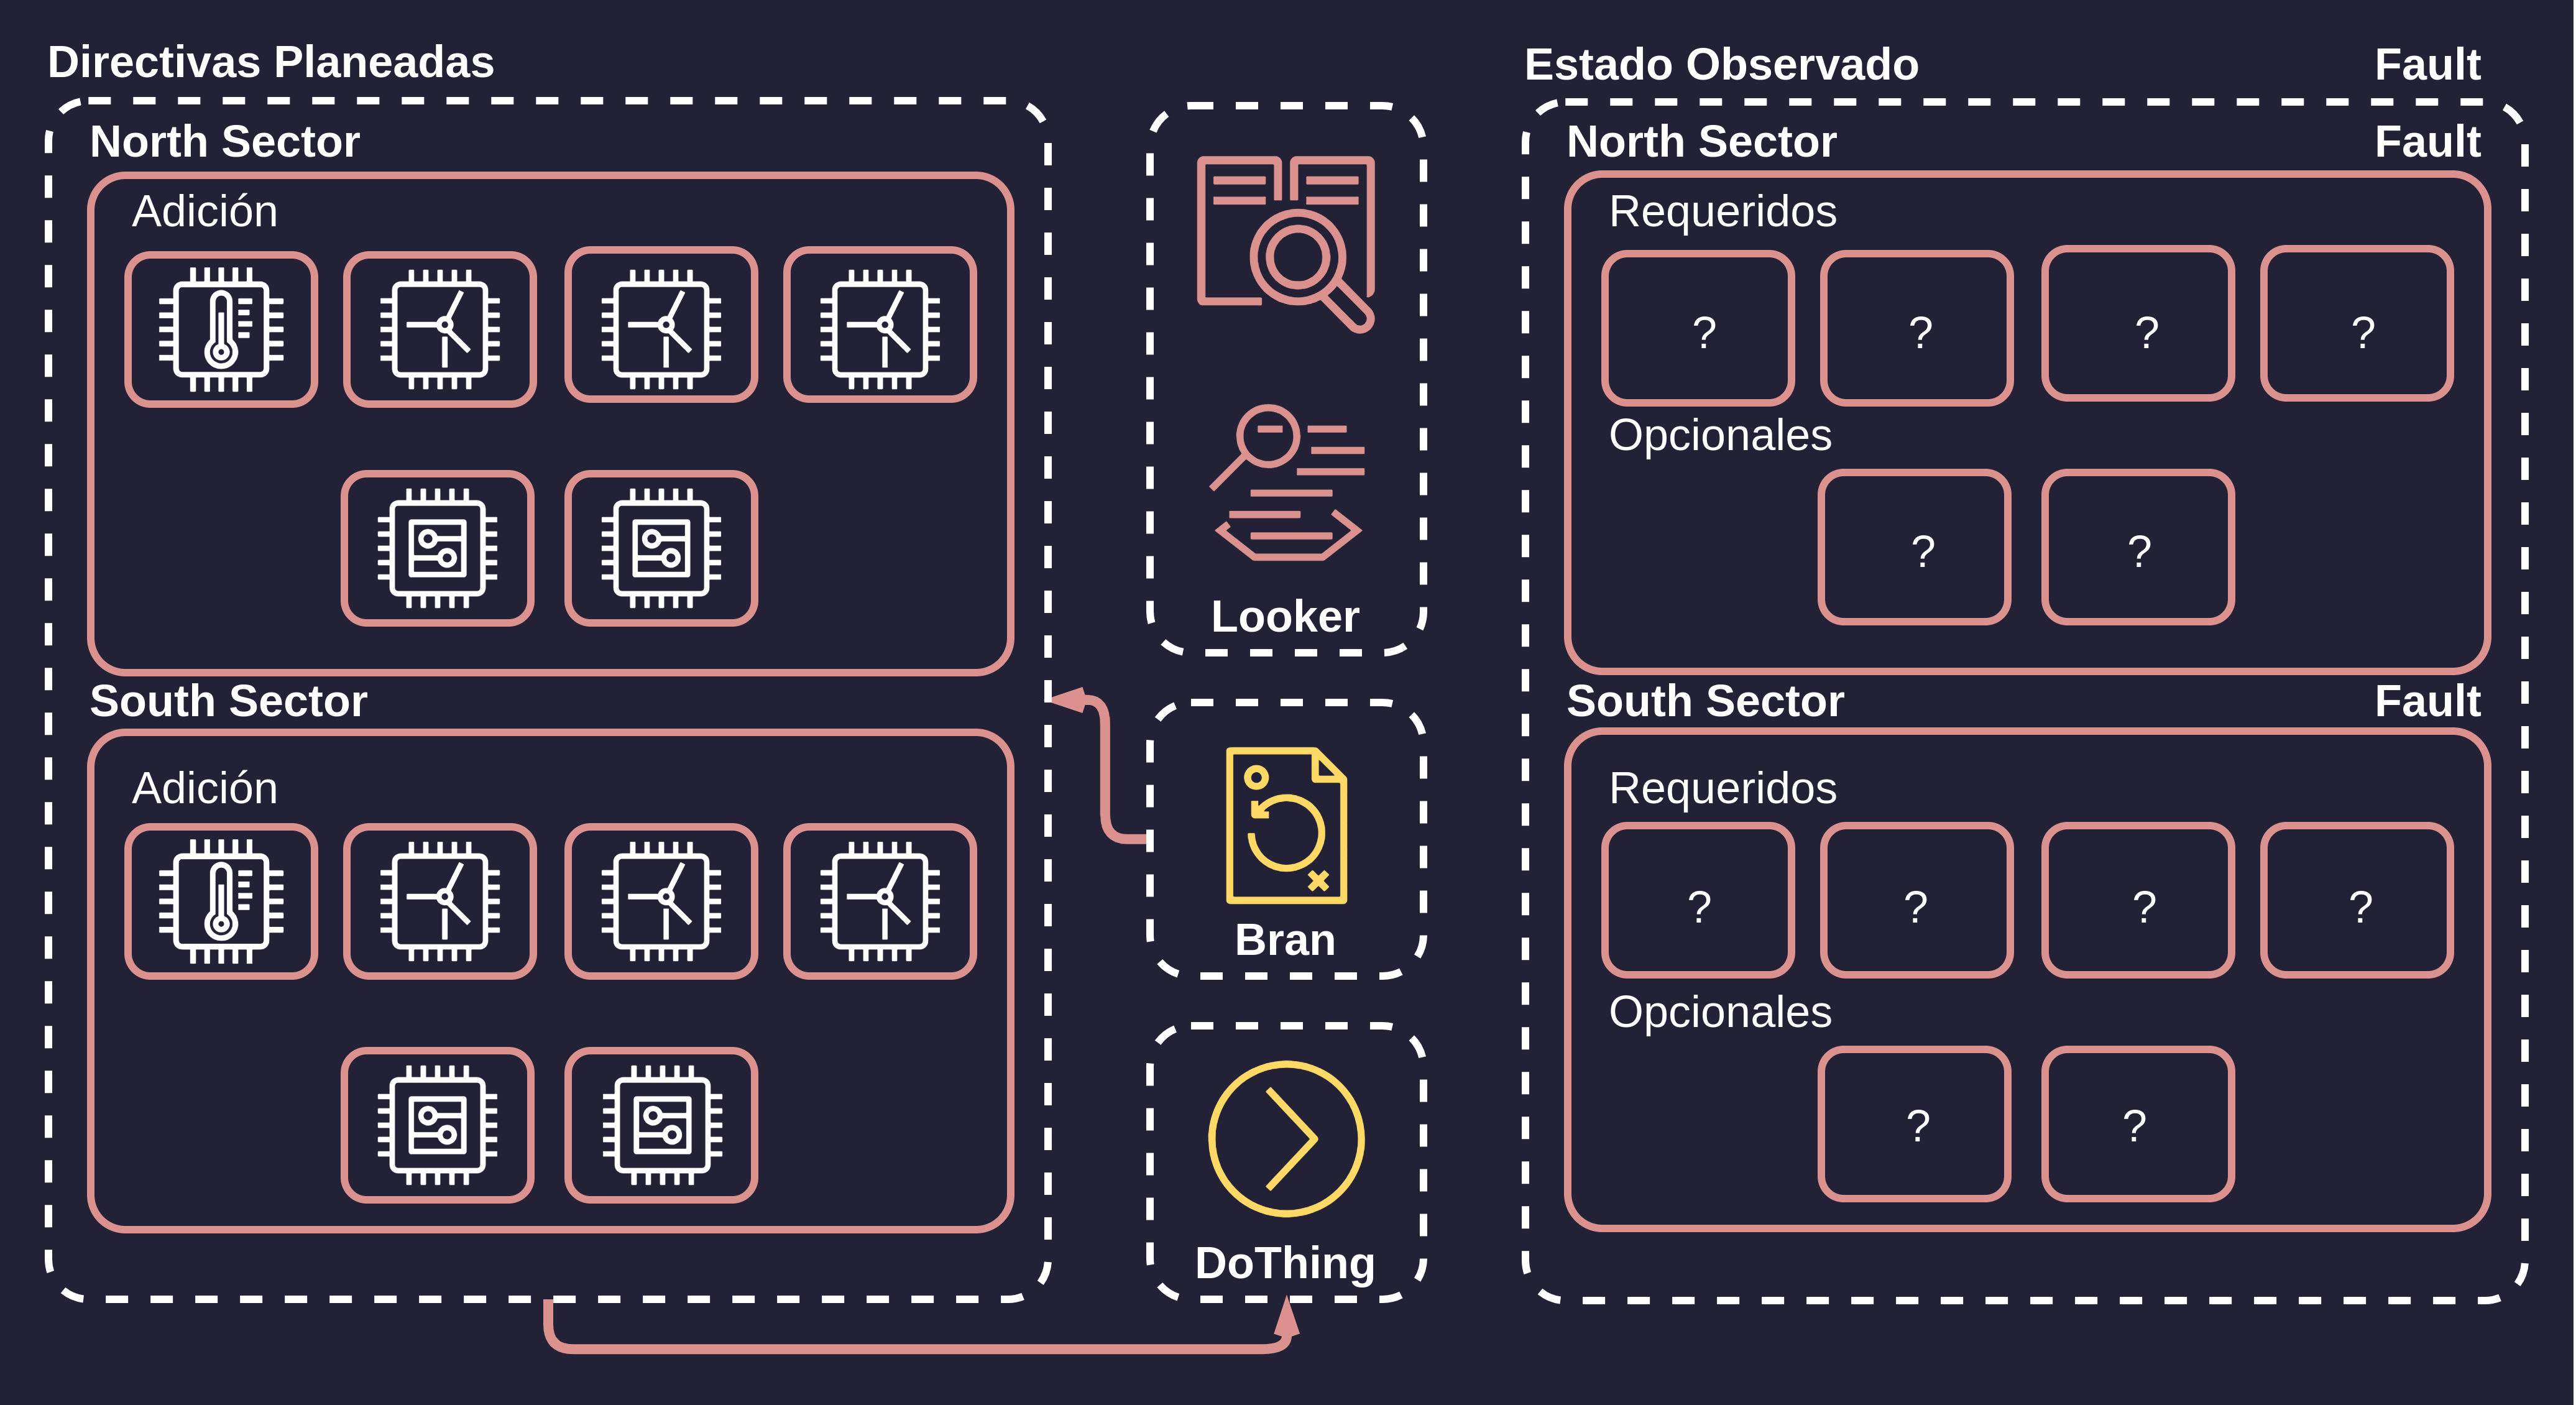 Directivas Planeadas
North Sector
Adición
South Sector
Adición
Looker
Bran
DoThing
Estado Observado
Fault
North Sector
Fault
Requeridos
? ? ? ?
Opcionales
? ?
South Sector
Fault
Requeridos
? ? ? ?
Opcionales
? ?